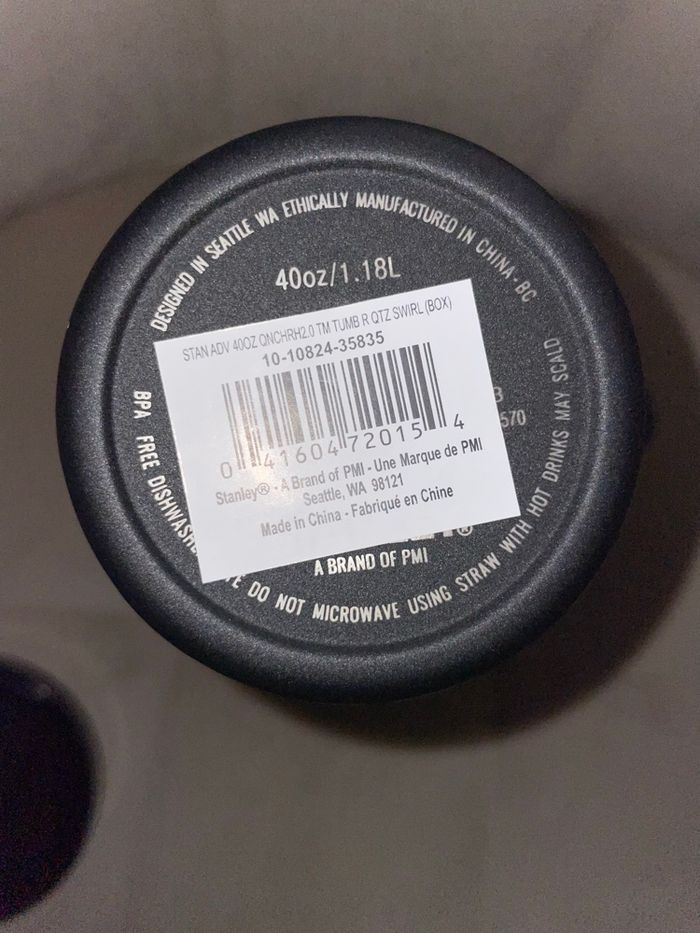 DESIGNED IN SEATTLE WA ETHICALLY MANUFACTURED IN CHINA · BC
40oz/1.18L
STAN ADV 40OZ QNCHRH2.0 TM TUMB R QTZ SWIRL (BOX)
10-10824-35835
0 41604 72015 4
Stanley® - A Brand of PMI - Une Marque de PMI
Seattle, WA 98121
Made in China - Fabriqué en Chine
570
A BRAND OF PMI
BPA FREE DISHWASHE
DO NOT MICROWAVE USING STRAW WITH HOT DRINKS MAY SCALD